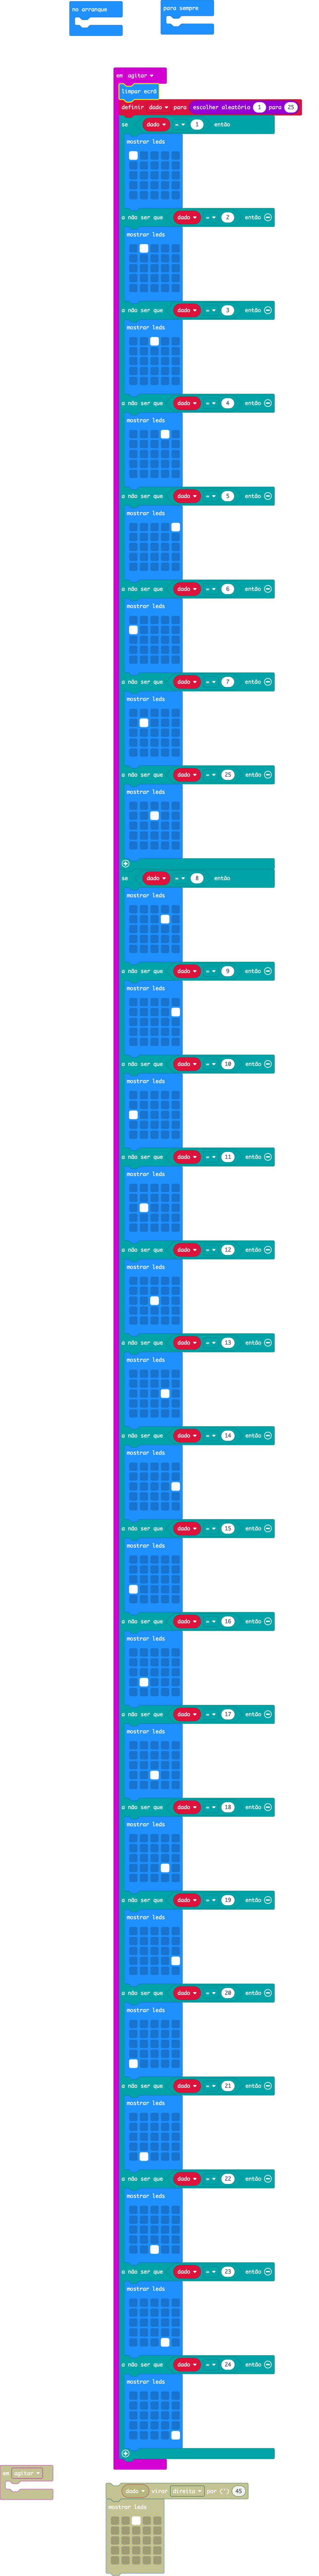 no arranque
para sempre
em agitar
limpar ecrã
definir dado para escolher aleatório 1 para 25
se dado = 1 então
mostrar leds
a não ser que dado = 2 então
mostrar leds
a não ser que dado = 3 então
mostrar leds
a não ser que dado = 4 então
mostrar leds
a não ser que dado = 5 então
mostrar leds
a não ser que dado = 6 então
mostrar leds
a não ser que dado = 7 então
mostrar leds
a não ser que dado = 25 então
mostrar leds
se dado = 8 então
mostrar leds
a não ser que dado = 9 então
mostrar leds
a não ser que dado = 10 então
mostrar leds
a não ser que dado = 11 então
mostrar leds
a não ser que dado = 12 então
mostrar leds
a não ser que dado = 13 então
mostrar leds
a não ser que dado = 14 então
mostrar leds
a não ser que dado = 15 então
mostrar leds
a não ser que dado = 16 então
mostrar leds
a não ser que dado = 17 então
mostrar leds
a não ser que dado = 18 então
mostrar leds
a não ser que dado = 19 então
mostrar leds
a não ser que dado = 20 então
mostrar leds
a não ser que dado = 21 então
mostrar leds
a não ser que dado = 22 então
mostrar leds
a não ser que dado = 23 então
mostrar leds
a não ser que dado = 24 então
mostrar leds
em agitar
dado virar direita por (°) 45
mostrar leds